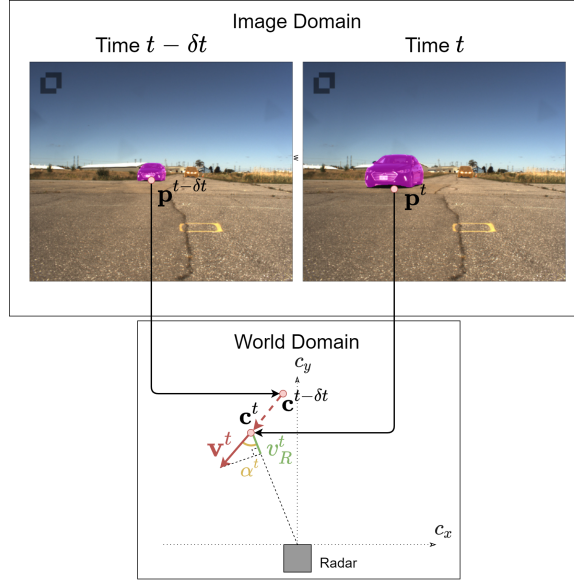 Image Domain
Time t − δt
Time t
w
p^{t−δt}
p^t
World Domain
c_y
c^{t−δt}
c^t
v^t
v_R^t
α^t
c_x
Radar